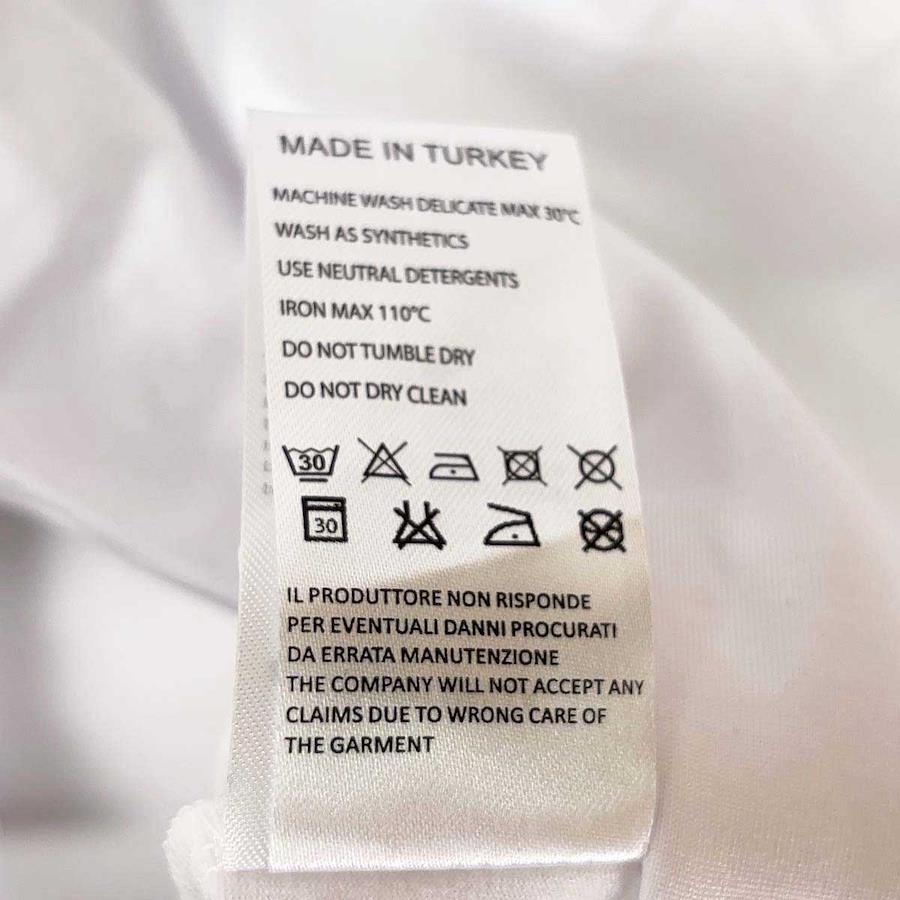 MADE IN TURKEY
MACHINE WASH DELICATE MAX 30°C
WASH AS SYNTHETICS
USE NEUTRAL DETERGENTS
IRON MAX 110°C
DO NOT TUMBLE DRY
DO NOT DRY CLEAN
30
30
IL PRODUTTORE NON RISPONDE
PER EVENTUALI DANNI PROCURATI
DA ERRATA MANUTENZIONE
THE COMPANY WILL NOT ACCEPT ANY
CLAIMS DUE TO WRONG CARE OF
THE GARMENT